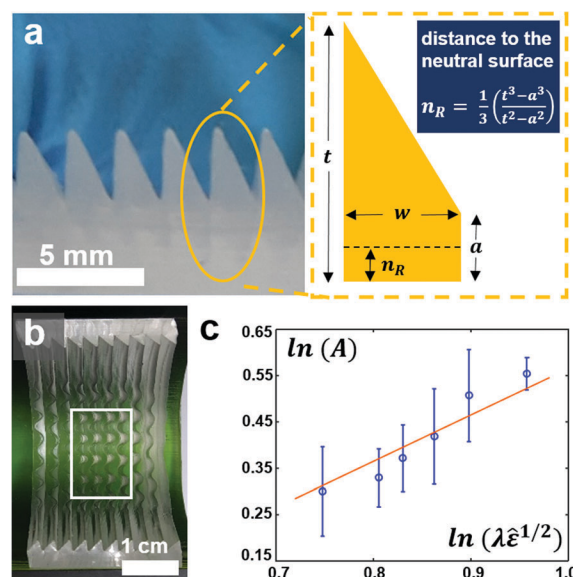 a
distance to the
neutral surface
n_R = 1/3 (t³−a³ / t²−a²)
t
w
a
n_R
5 mm
b
1 cm
c
ln (A)
0.65
0.55
0.45
0.35
0.25
0.15
ln (λε̂^1/2)
0.7
0.8
0.9
1.0